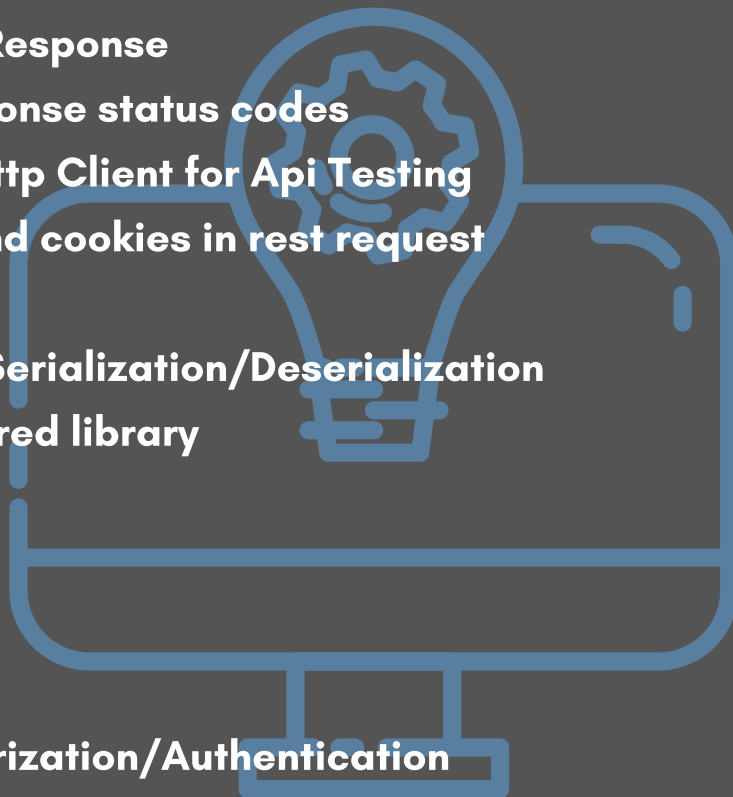 Response
onse status codes
ttp Client for Api Testing
nd cookies in rest request
Serialization/Deserialization
red library
rization/Authentication